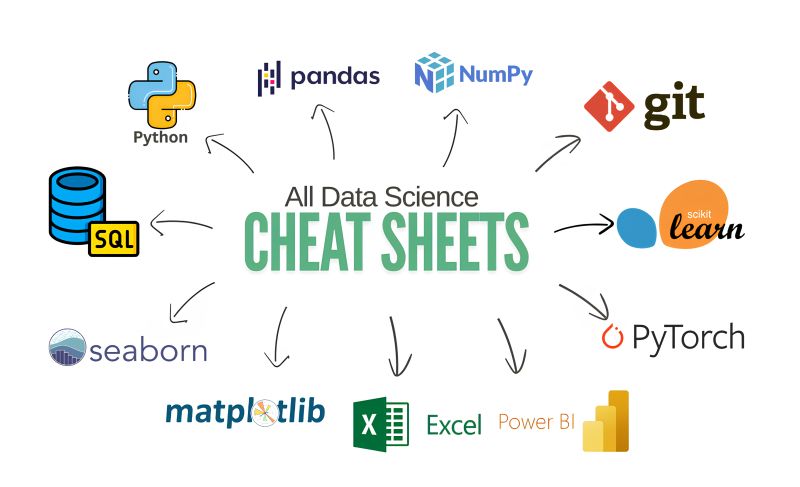 pandas
NumPy
git
Python
All Data Science
CHEAT SHEETS
SQL
scikit
learn
seaborn
PyTorch
matplotlib
X
Excel
Power BI